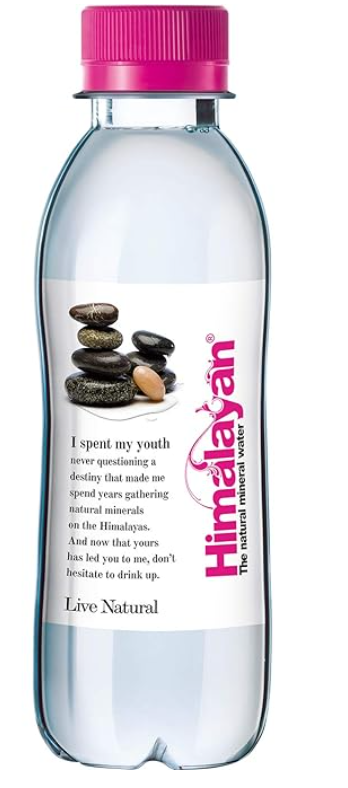 I spent my youth
never questioning a
destiny that made me
spend years gathering
natural minerals
on the Himalayas.
And now that yours
has led you to me, don't
hesitate to drink up.
Live Natural
Himalayan®
The natural mineral water